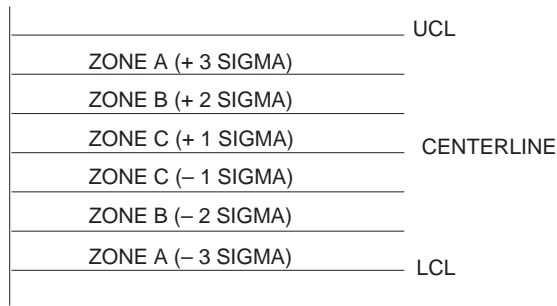 UCL
ZONE A (+ 3 SIGMA)
ZONE B (+ 2 SIGMA)
ZONE C (+ 1 SIGMA)
CENTERLINE
ZONE C (– 1 SIGMA)
ZONE B (– 2 SIGMA)
ZONE A (– 3 SIGMA)
LCL